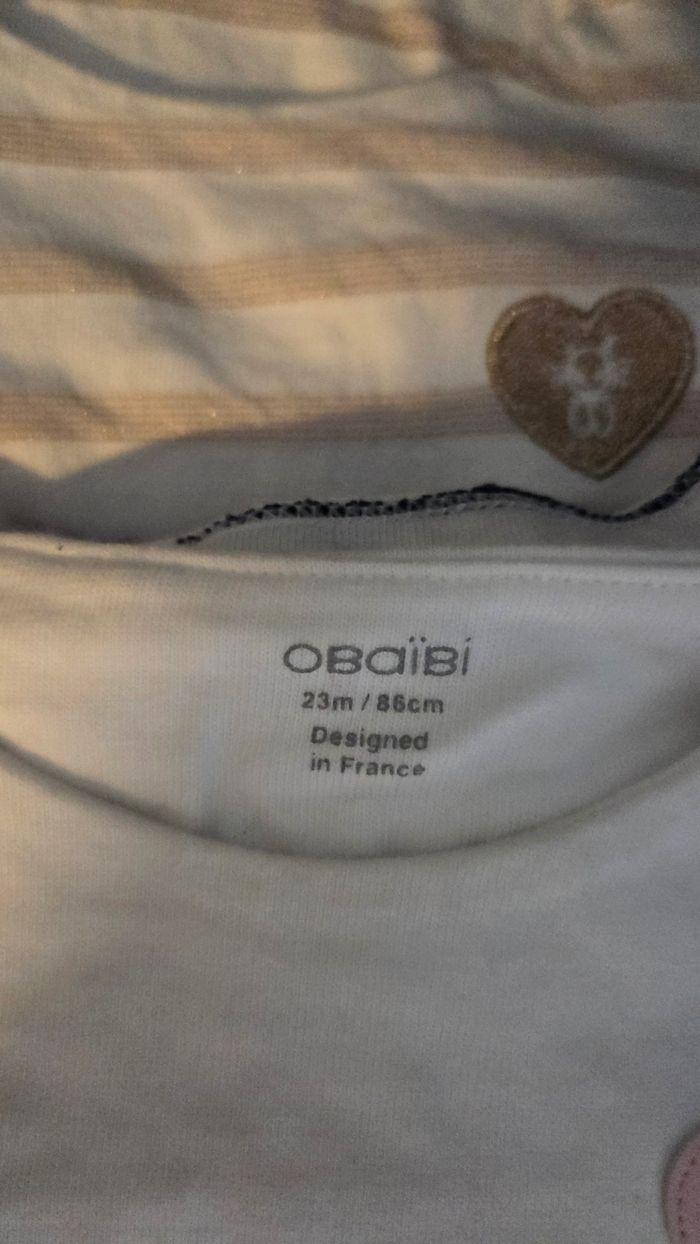 OBaïBi
23m / 86cm
Designed
in France